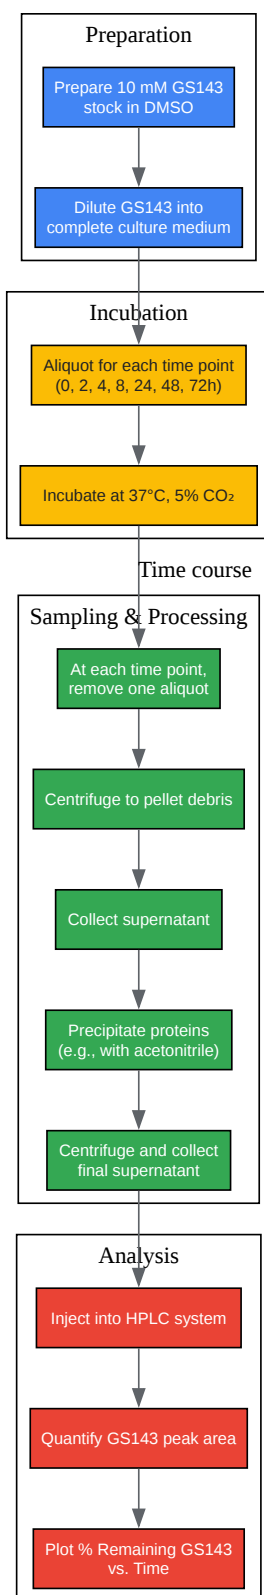 Preparation
Prepare 10 mM GS143
stock in DMSO
Dilute GS143 into
complete culture medium
Incubation
Aliquot for each time point
(0, 2, 4, 8, 24, 48, 72h)
Incubate at 37°C, 5% CO₂
Time course
Sampling & Processing
At each time point,
remove one aliquot
Centrifuge to pellet debris
Collect supernatant
Precipitate proteins
(e.g., with acetonitrile)
Centrifuge and collect
final supernatant
Analysis
Inject into HPLC system
Quantify GS143 peak area
Plot % Remaining GS143
vs. Time